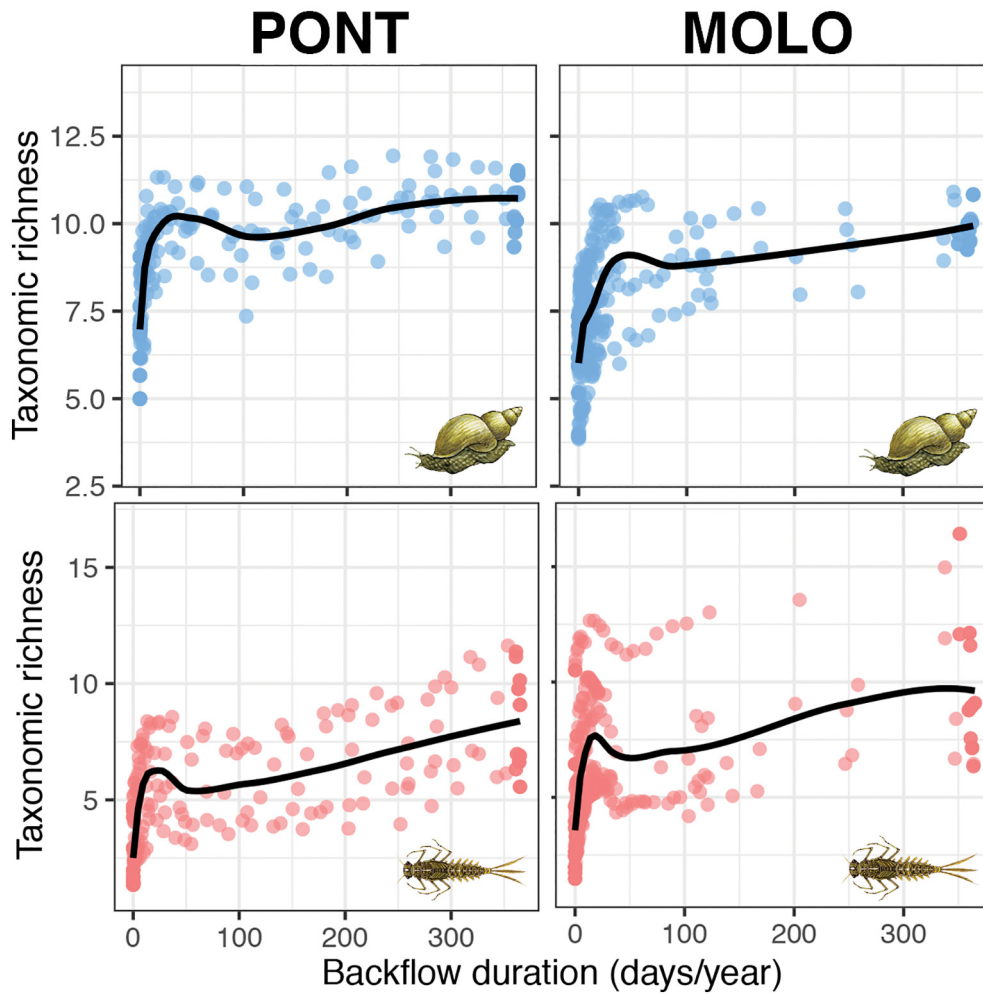 PONT MOLO
Taxonomic richness
12.5
10.0
7.5
5.0
2.5
Taxonomic richness
15
10
5
0 100 200 300 0 100 200 300
Backflow duration (days/year)